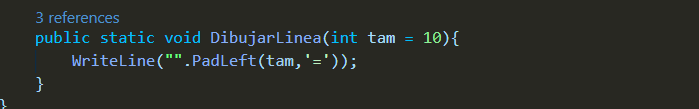 3 references
public static void DibujarLinea(int tam = 10){
WriteLine("".PadLeft(tam,'='));
}
}